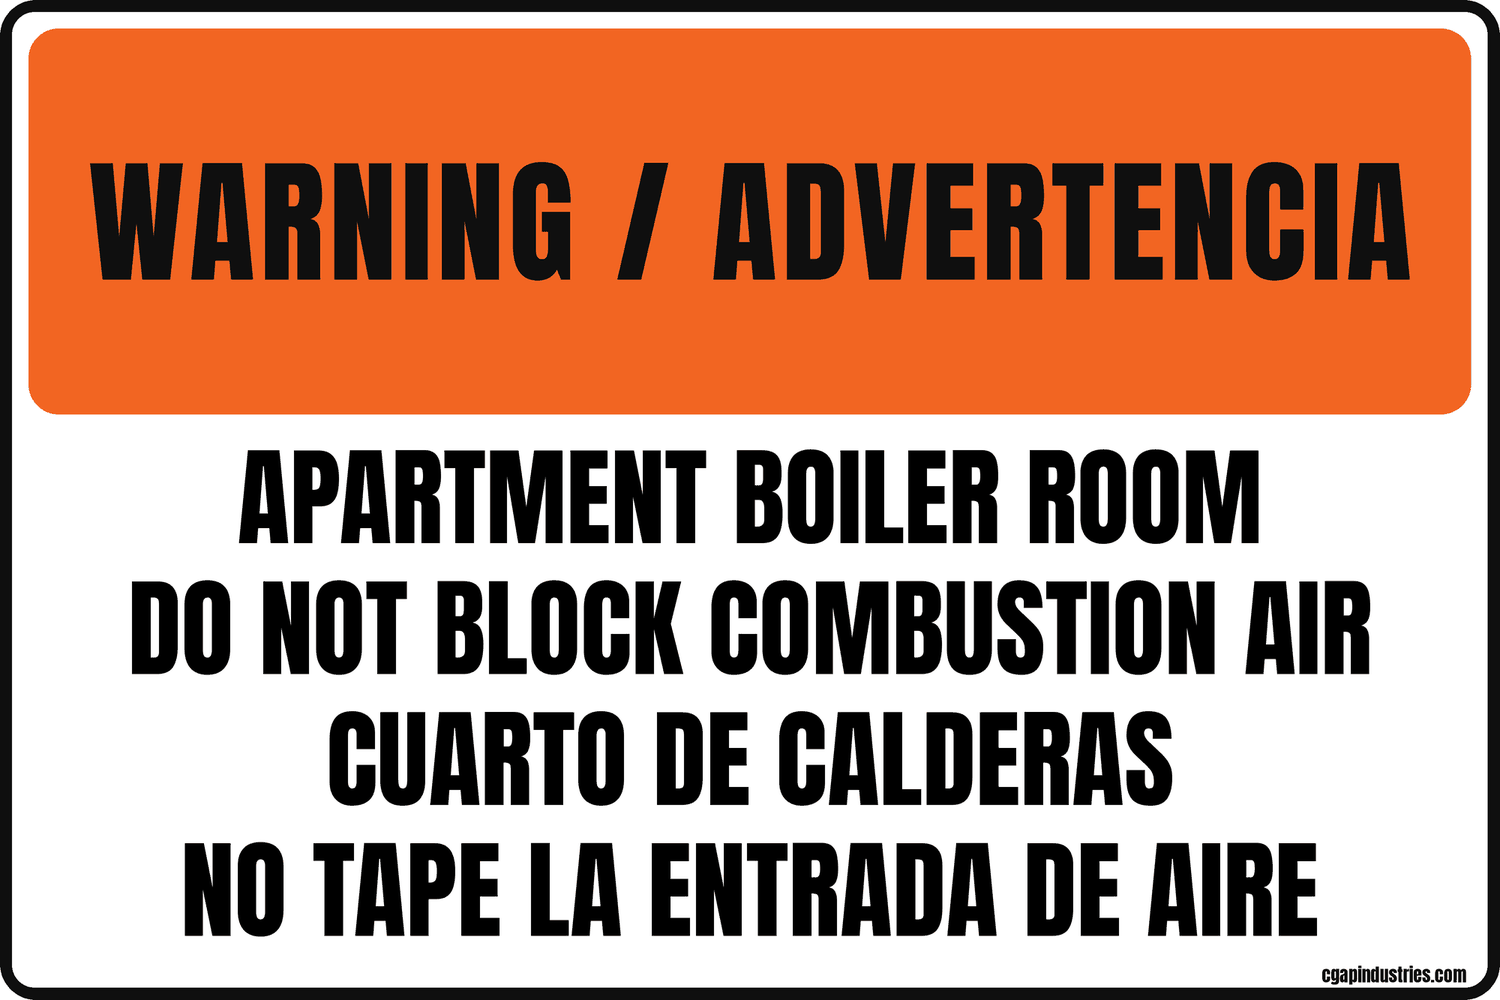 WARNING / ADVERTENCIA
APARTMENT BOILER ROOM
DO NOT BLOCK COMBUSTION AIR
CUARTO DE CALDERAS
NO TAPE LA ENTRADA DE AIRE
cgapindustries.com